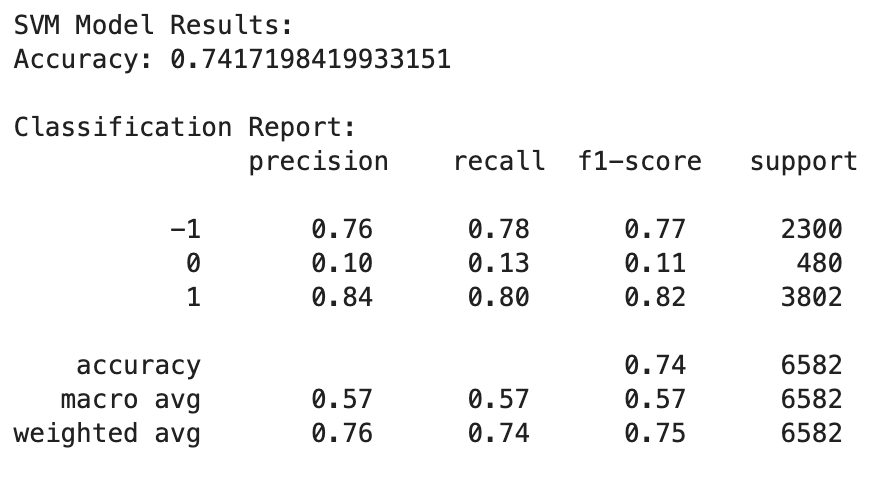 SVM Model Results:
Accuracy: 0.7417198419933151
Classification Report:
precision recall f1-score support
-1 0.76 0.78 0.77 2300
0 0.10 0.13 0.11 480
1 0.84 0.80 0.82 3802
accuracy 0.74 6582
macro avg 0.57 0.57 0.57 6582
weighted avg 0.76 0.74 0.75 6582